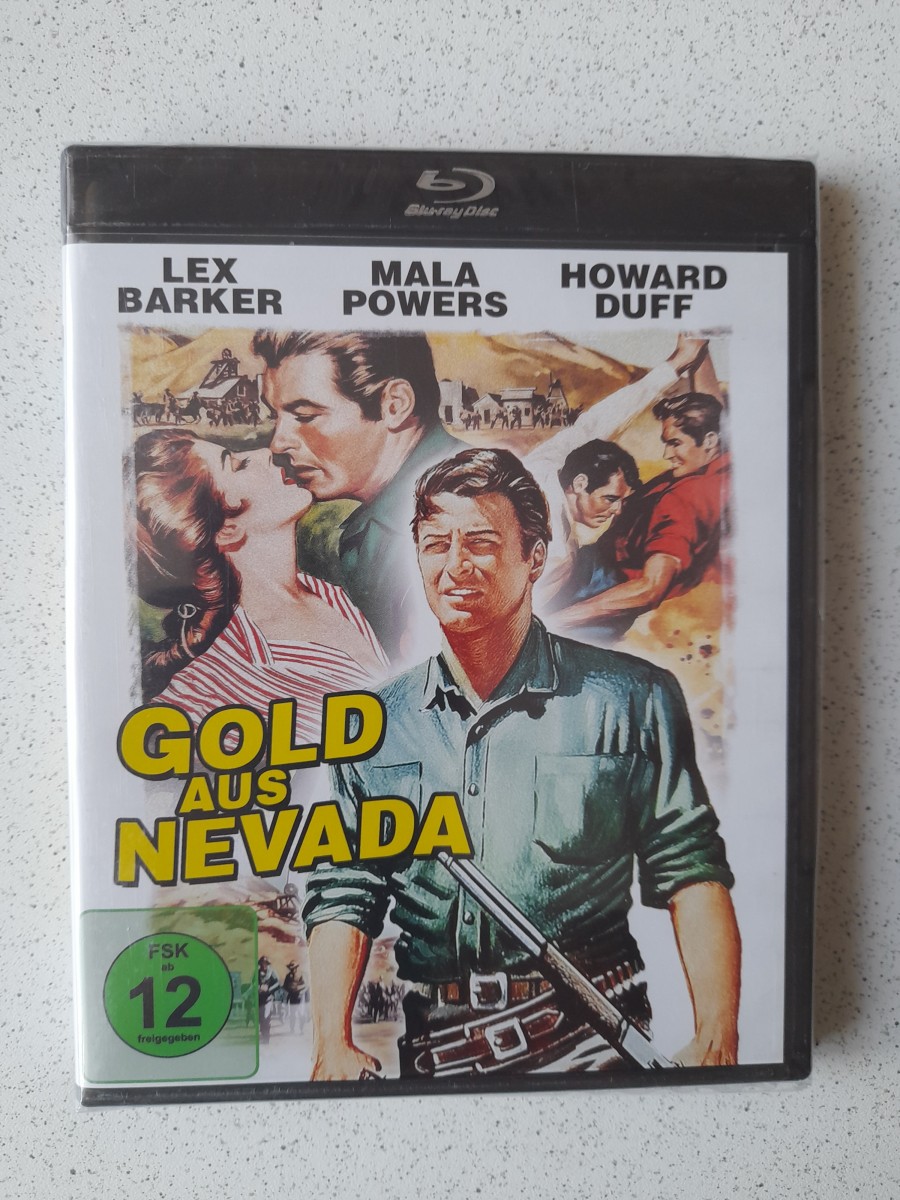 Blu-ray Disc
LEX BARKER
MALA POWERS
HOWARD DUFF
GOLD
AUS
NEVADA
FSK
ab
12
freigegeben